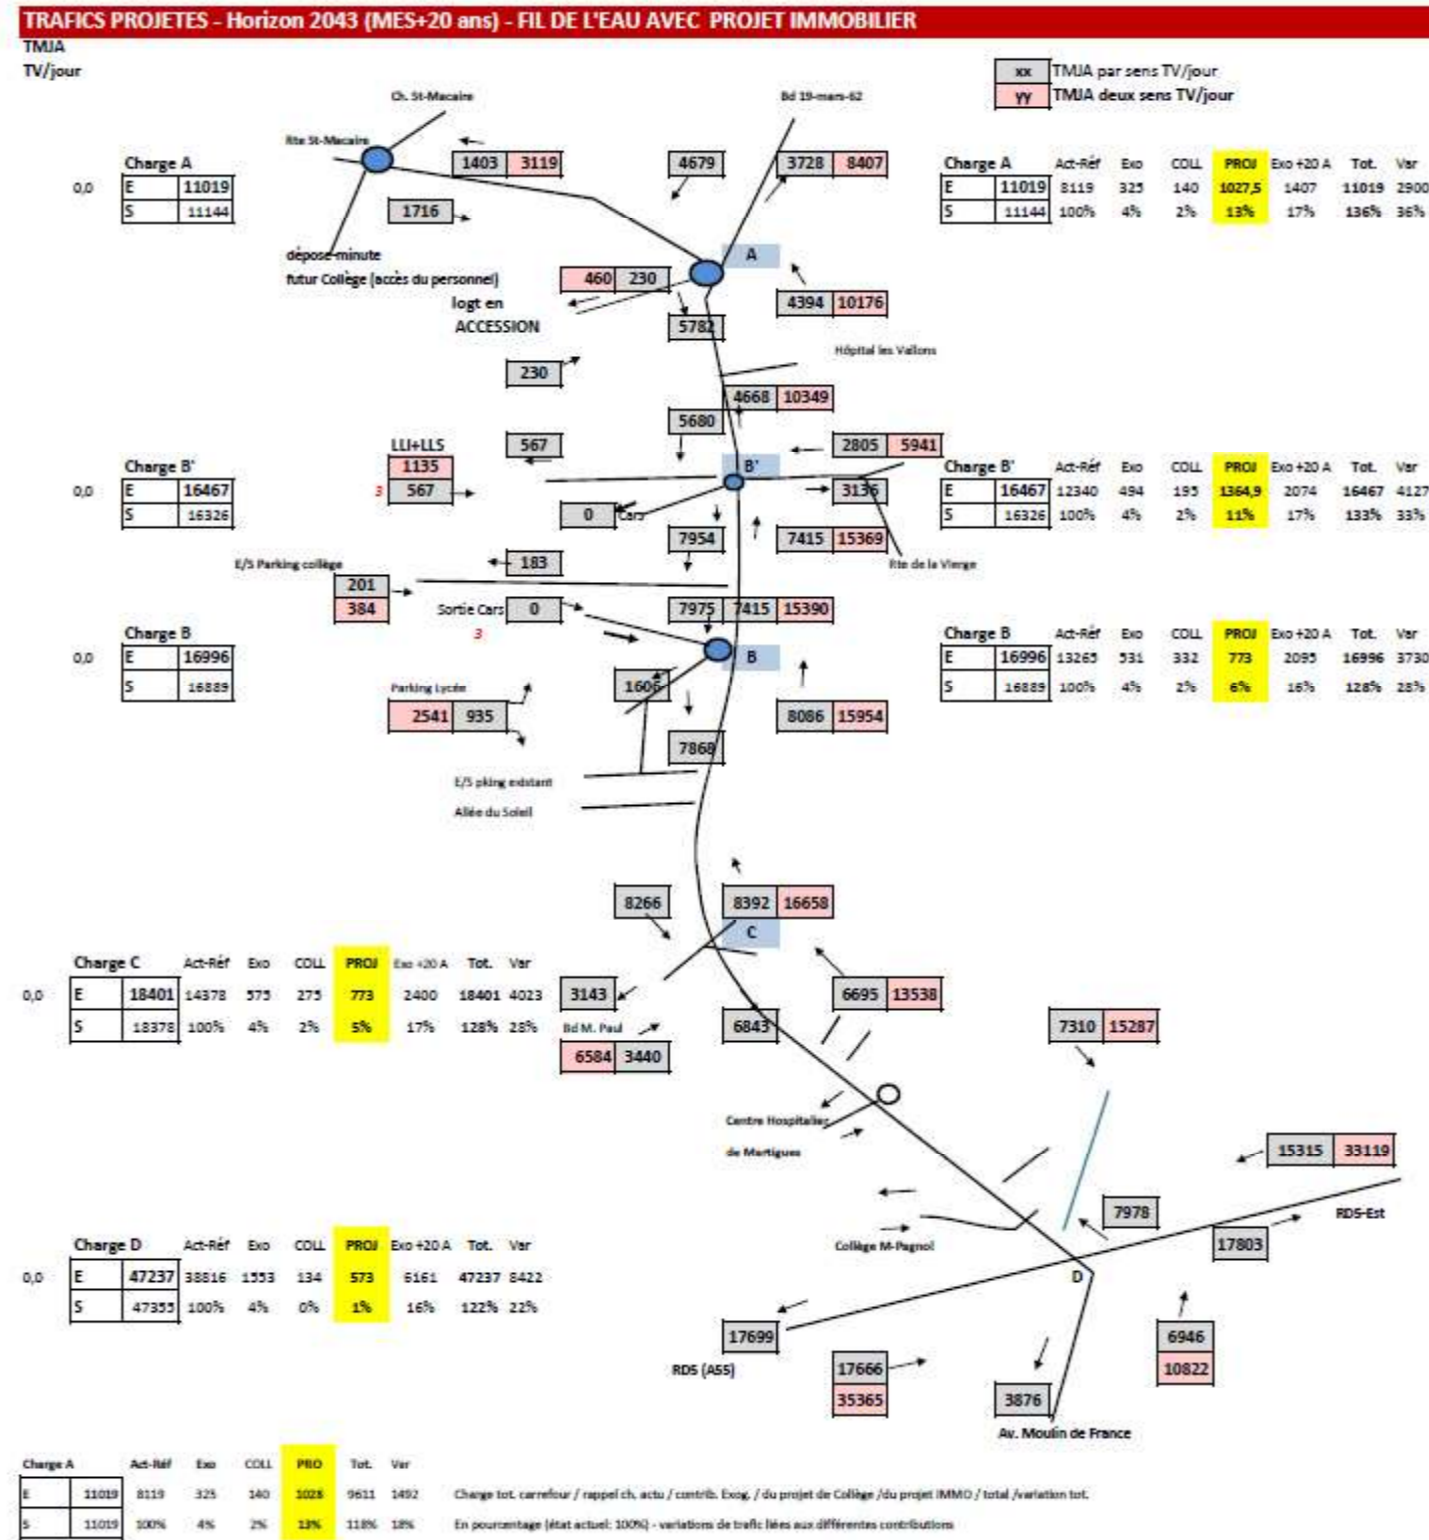 TRAFICS PROJETES - Horizon 2043 (MES+20 ans) - FIL DE L'EAU AVEC PROJET IMMOBILIER
TMJA
TV/jour
xx TMJA par sens TV/jour
yy TMJA deux sens TV/jour
Ch. St-Macaire
Bd 19-mars-62
Rte St-Macaire
1403 3119
4679
3728 8407
1716
Charge A
0,0 E 11019
S 11144
Charge A Act-Réf Exo COLL PROJ Exo +20 A Tot. Var
E 11019 8119 325 140 1027,5 1407 11019 2900
S 11144 100% 4% 2% 13% 17% 136% 36%
dépose-minute
futur Collège (accès du personnel)
A
460 230
logt en
ACCESSION
4394 10176
5782
Hôpital les Vallons
230
4668 10349
5680
567
2805 5941
LLI+LLS
1135
3 567
B'
3136
Charge B'
0,0 E 16467
S 16326
Charge B' Act-Réf Exo COLL PROJ Exo +20 A Tot. Var
E 16467 12340 494 195 1364,9 2074 16467 4127
S 16326 100% 4% 2% 11% 17% 133% 33%
0 Cars
7954
7415 15369
Rte de la Vierge
E/S Parking collège
183
201
384
Sortie Cars 0
3
7975 7415 15390
Charge B
0,0 E 16996
S 16889
B
Charge B Act-Réf Exo COLL PROJ Exo +20 A Tot. Var
E 16996 13265 531 332 773 2095 16996 3730
S 16889 100% 4% 2% 6% 16% 128% 28%
1606
Parking Lycée
2541 935
8086 15954
7868
E/S pking existant
Allée du Soleil
8266
8392 16658
C
Charge C Act-Réf Exo COLL PROJ Exo +20 A Tot. Var
0,0 E 18401 14378 575 275 773 2400 18401 4023
S 18378 100% 4% 2% 5% 17% 128% 28%
3143
Bd M. Paul
6584 3440
6695 13538
6843
7310 15287
Centre Hospitalier
de Martigues
15315 33119
7978
RD5-Est
17803
Collège M-Pagnol
D
Charge D Act-Réf Exo COLL PROJ Exo +20 A Tot. Var
0,0 E 47237 38816 1553 134 573 6161 47237 8422
S 47355 100% 4% 0% 1% 16% 122% 22%
17699
RD5 (A55)
17666
35365
6946
10822
3876
Av. Moulin de France
Charge A Act-Réf Exo COLL PRO Tot. Var
E 11019 8119 325 140 1028 9611 1492 Charge tot. carrefour / rappel ch. actu / contrib. Exog. / du projet de Collège /du projet IMMO / total /variation tot.
S 11019 100% 4% 2% 13% 118% 18% En pourcentage (état actuel: 100%) - variations de trafic liées aux différentes contributions